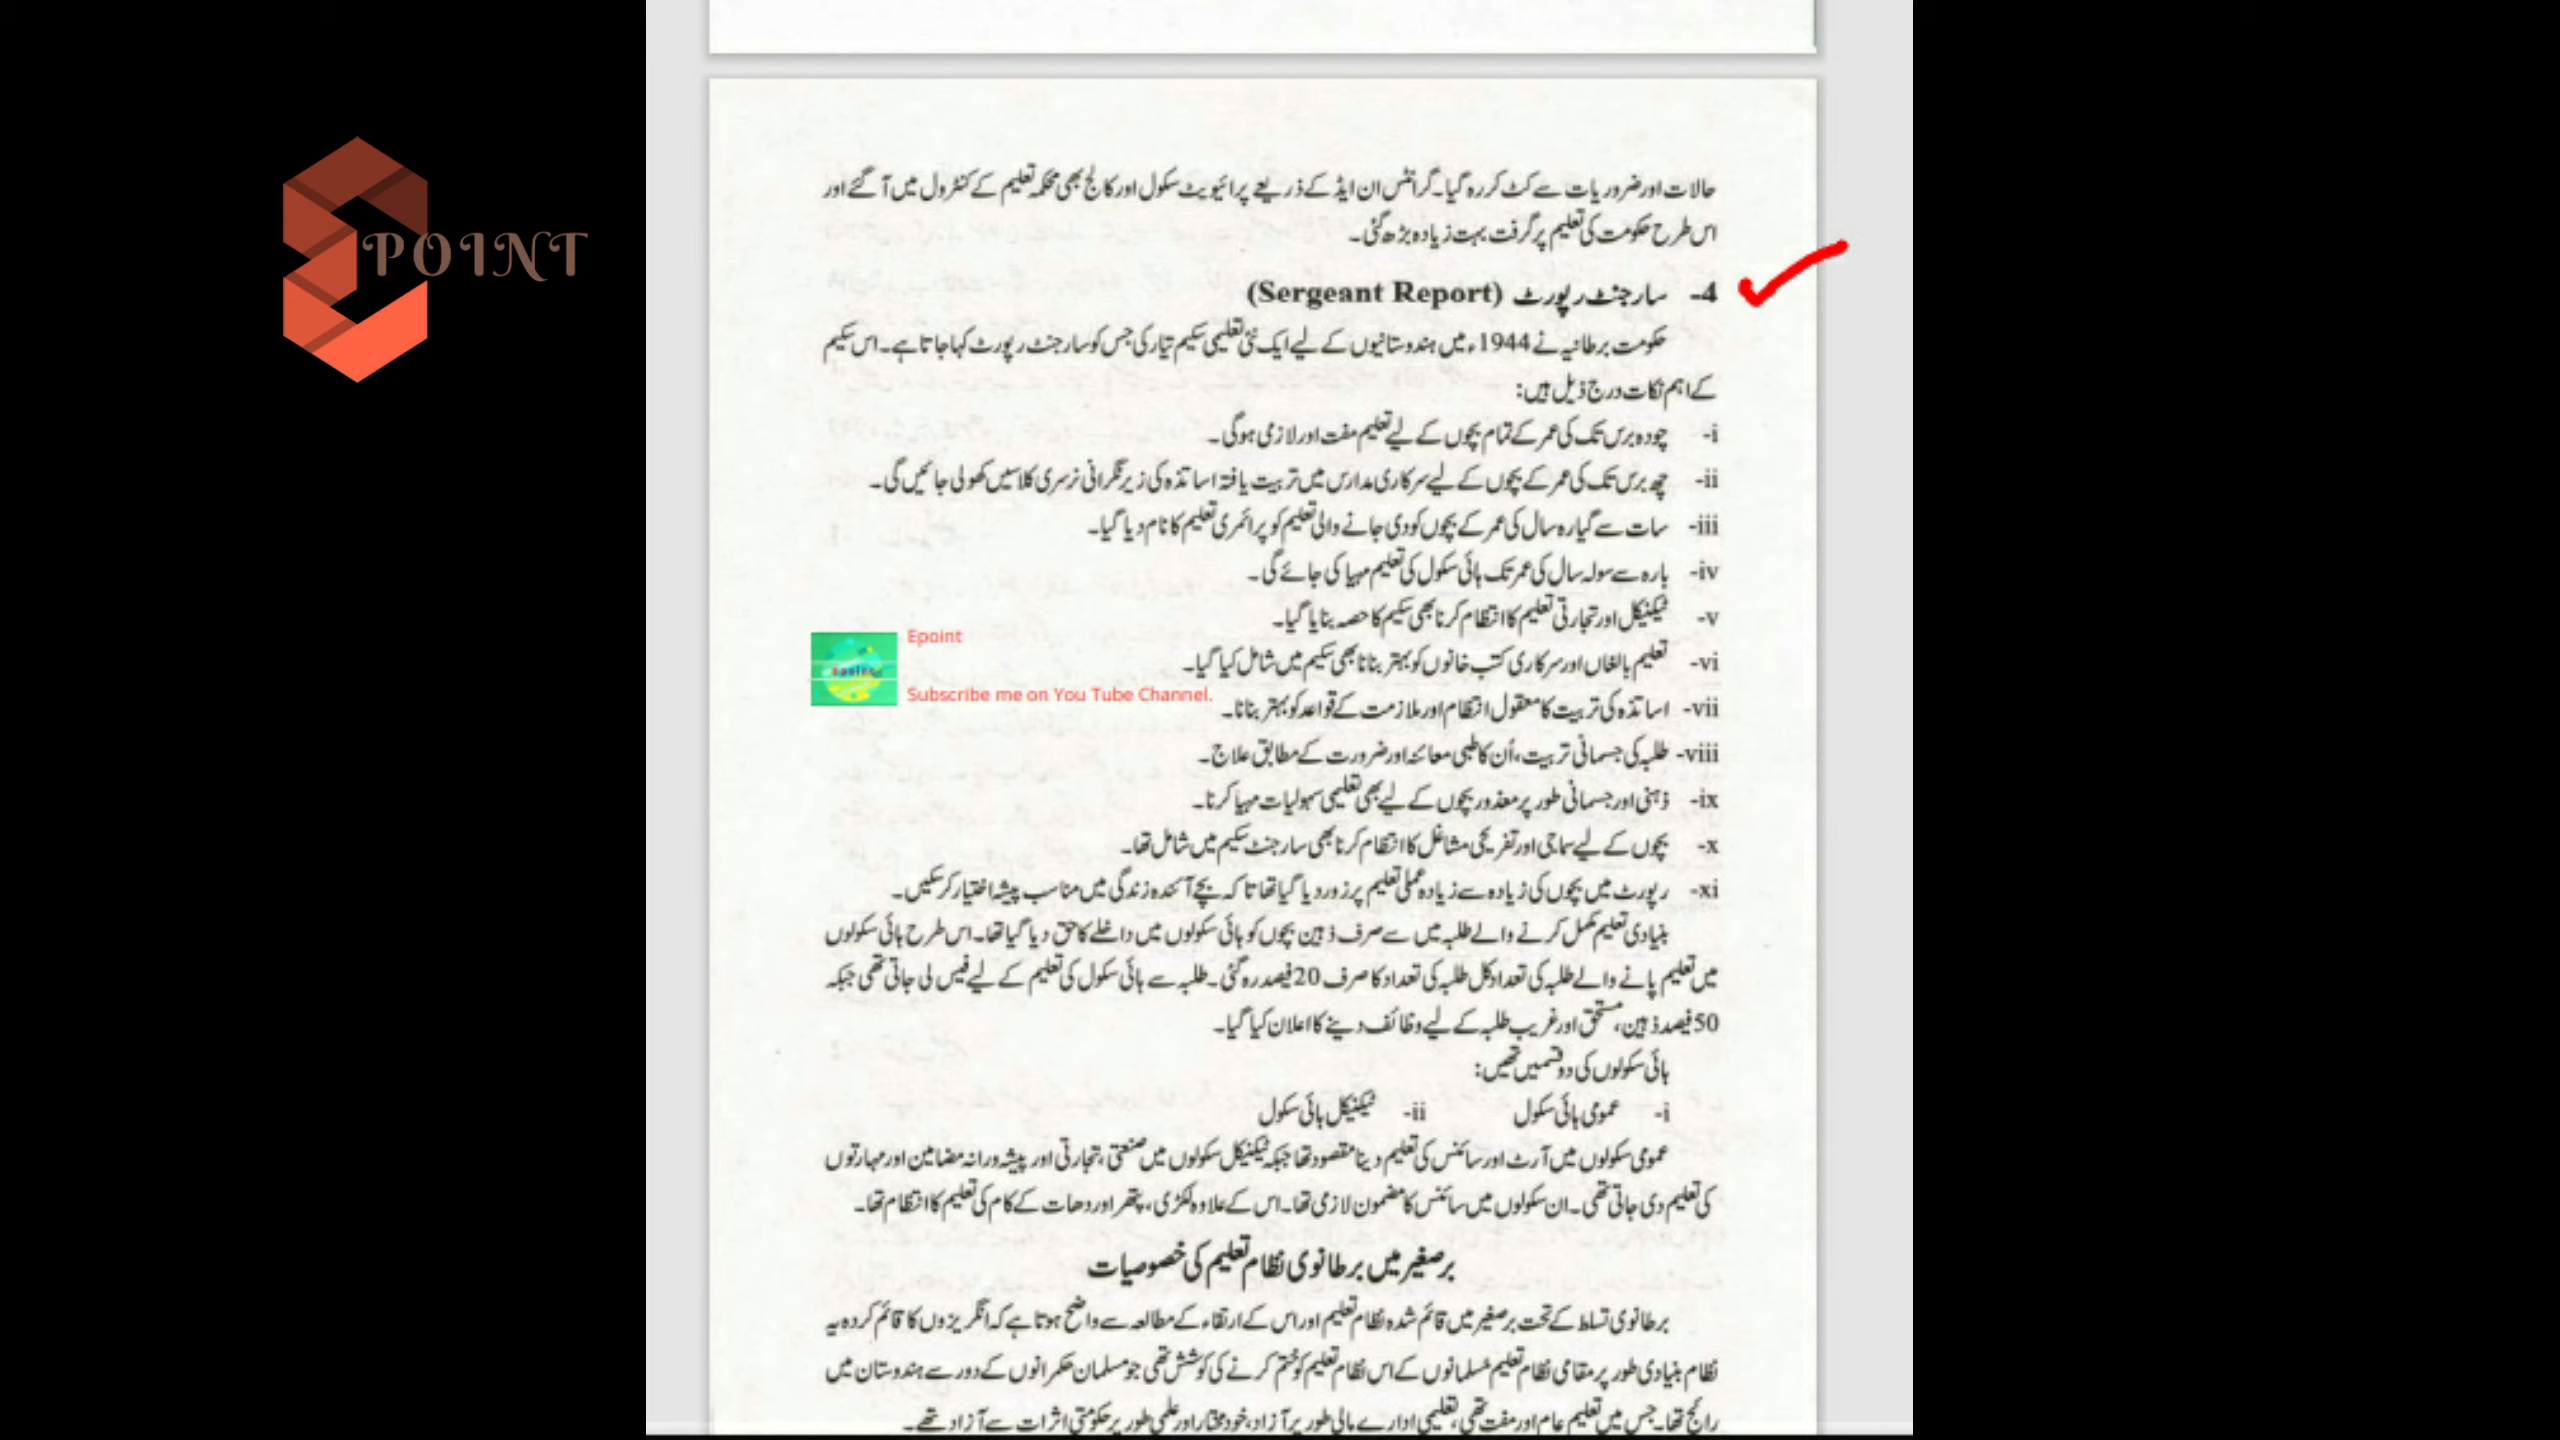 POINT
حالات اور ضروریات سے کٹ کر رہ گیا۔ گرانٹس ان ایڈ کے ذریعے پرائیویٹ سکول اور کالج بھی محکمہ تعلیم کے کنٹرول میں آ گئے اور
اس طرح حکومت کی تعلیم پر گرفت بہت زیادہ بڑھ گئی۔
4- سارجنٹ رپورٹ (Sergeant Report)
حکومت برطانیہ نے 1944ء میں ہندوستانیوں کے لیے ایک نئی تعلیمی سکیم تیار کی جس کو سارجنٹ رپورٹ کہا جاتا ہے۔ اس سکیم
کے اہم نکات درج ذیل ہیں:
i- چودہ برس تک کی عمر کے تمام بچوں کے لیے تعلیم مفت اور لازمی ہوگی۔
ii- چھ برس تک کی عمر کے بچوں کے لیے سرکاری مدارس میں تربیت یافتہ اساتذہ کی زیر نگرانی نرسری کلاسیں کھولی جائیں گی۔
iii- سات سے گیارہ سال کی عمر کے بچوں کو دی جانے والی تعلیم کو پرائمری تعلیم کا نام دیا گیا۔
iv- بارہ سے سولہ سال کی عمر تک ہائی سکول کی تعلیم مہیا کی جائے گی۔
v- ٹیکنیکل اور تجارتی تعلیم کا انتظام کرنا بھی سکیم کا حصہ بنایا گیا۔
vi- تعلیم بالغاں اور سرکاری کتب خانوں کو بہتر بنانا بھی سکیم میں شامل کیا گیا۔
vii- اساتذہ کی تربیت کا معقول انتظام اور ملازمت کے قواعد کو بہتر بنانا۔
viii- طلبہ کی جسمانی تربیت، اُن کا طبی معائنہ اور ضرورت کے مطابق علاج۔
ix- ذہنی اور جسمانی طور پر معذور بچوں کے لیے بھی تعلیمی سہولیات مہیا کرنا۔
x- بچوں کے لیے سماجی اور تفریحی مشاغل کا انتظام کرنا بھی سارجنٹ سکیم میں شامل تھا۔
xi- رپورٹ میں بچوں کی زیادہ سے زیادہ عملی تعلیم پر زور دیا گیا تھا تا کہ بچے آئندہ زندگی میں مناسب پیشہ اختیار کر سکیں۔
بنیادی تعلیم مکمل کرنے والے طلبہ میں سے صرف ذہین بچوں کو ہائی سکولوں میں داخلے کا حق دیا گیا تھا۔ اس طرح ہائی سکولوں
میں تعلیم پانے والے طلبہ کی تعداد کل طلبہ کی تعداد کا صرف 20 فیصد رہ گئی۔ طلبہ سے ہائی سکول کی تعلیم کے لیے فیس لی جاتی تھی جبکہ
50 فیصد ذہین، مستحق اور غریب طلبہ کے لیے وظائف دینے کا اعلان کیا گیا۔
ہائی سکولوں کی دو قسمیں تھیں:
i- عمومی ہائی سکول ii- ٹیکنیکل ہائی سکول
عمومی سکولوں میں آرٹ اور سائنس کی تعلیم دینا مقصود تھا جبکہ ٹیکنیکل سکولوں میں صنعتی، تجارتی اور پیشہ ورانہ مضامین اور مہارتوں
کی تعلیم دی جاتی تھی۔ ان سکولوں میں سائنس کا مضمون لازمی تھا۔ اس کے علاوہ لکڑی، پتھر اور دھات کے کام کی تعلیم کا انتظام تھا۔
برصغیر میں برطانوی نظام تعلیم کی خصوصیات
برطانوی تسلط کے تحت برصغیر میں قائم شدہ نظام تعلیم اور اس کے ارتقاء کے مطالعہ سے واضح ہوتا ہے کہ انگریزوں کا قائم کردہ یہ
نظام بنیادی طور پر مقامی نظام تعلیم مسلمانوں کے اس نظام تعلیم کو ختم کرنے کی کوشش تھی جو مسلمان حکمرانوں کے دور سے ہندوستان میں
رائج تھا۔ جس میں تعلیم عام اور مفت تھی، تعلیمی ادارے مالی طور پر آزاد، خود مختار اور علمی طور پر حکومتی اثرات سے آزاد تھے۔
Epoint
Subscribe me on You Tube Channel.